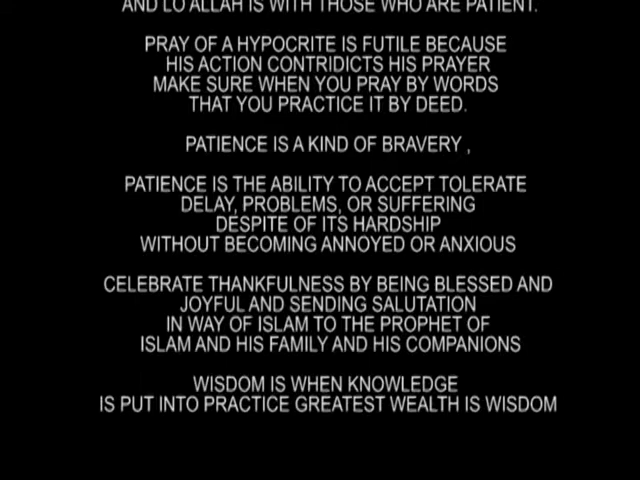 AND LO ALLAH IS WITH THOSE WHO ARE PATIENT.
PRAY OF A HYPOCRITE IS FUTILE BECAUSE
HIS ACTION CONTRIDICTS HIS PRAYER
MAKE SURE WHEN YOU PRAY BY WORDS
THAT YOU PRACTICE IT BY DEED.
PATIENCE IS A KIND OF BRAVERY ,
PATIENCE IS THE ABILITY TO ACCEPT TOLERATE
DELAY, PROBLEMS, OR SUFFERING
DESPITE OF ITS HARDSHIP
WITHOUT BECOMING ANNOYED OR ANXIOUS
CELEBRATE THANKFULNESS BY BEING BLESSED AND
JOYFUL AND SENDING SALUTATION
IN WAY OF ISLAM TO THE PROPHET OF
ISLAM AND HIS FAMILY AND HIS COMPANIONS
WISDOM IS WHEN KNOWLEDGE
IS PUT INTO PRACTICE GREATEST WEALTH IS WISDOM